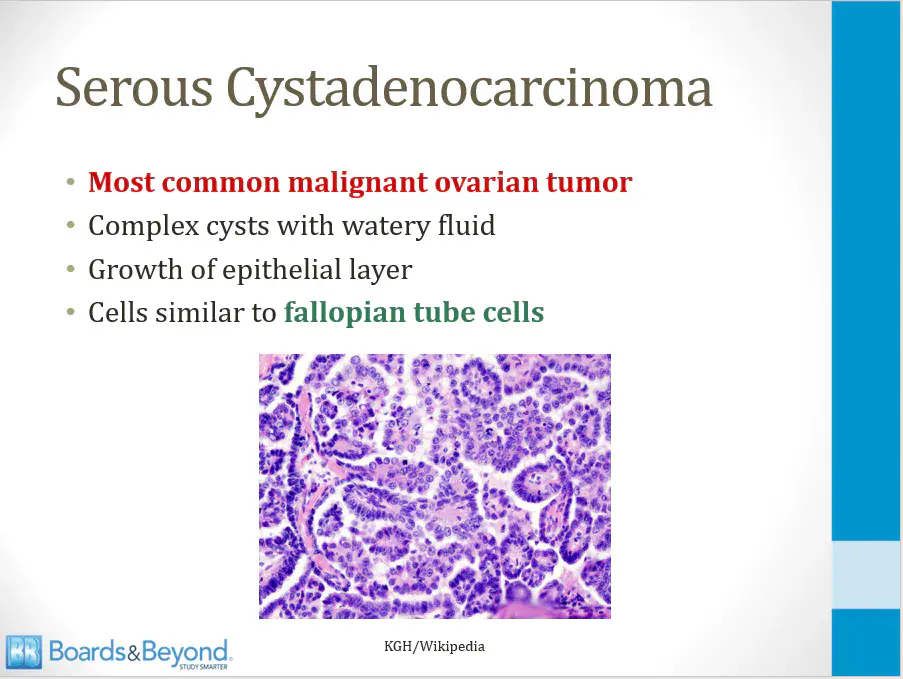 Serous Cystadenocarcinoma
• Most common malignant ovarian tumor
• Complex cysts with watery fluid
• Growth of epithelial layer
• Cells similar to fallopian tube cells
BB Boards&Beyond.
STUDY SMARTER
KGH/Wikipedia